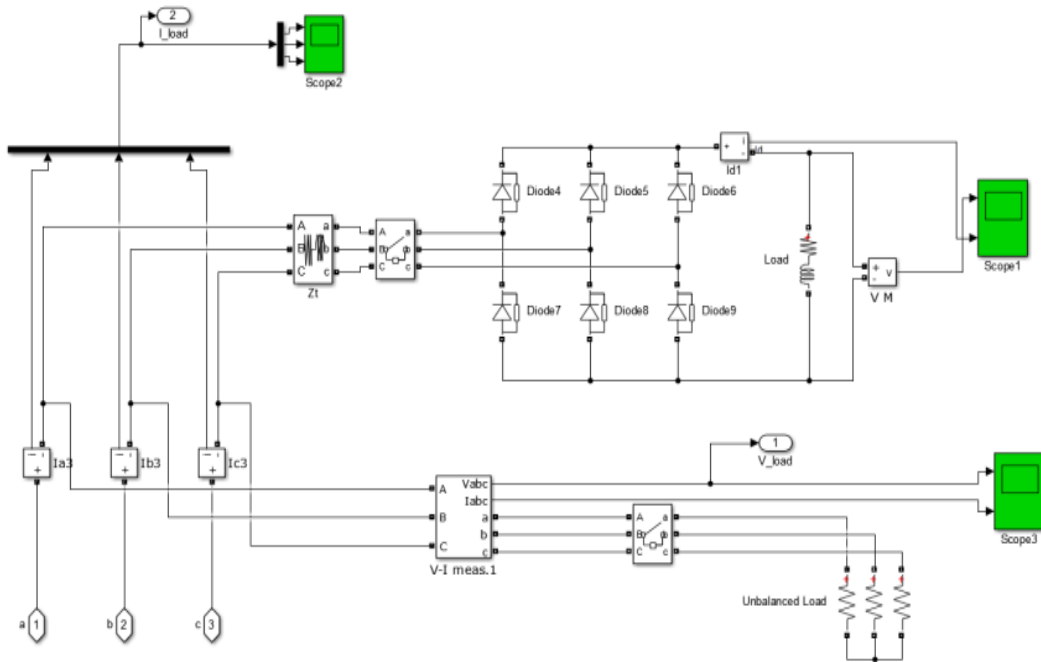 2
I_load
Scope2
i
+
-
Id1
Diode4
Diode5
Diode6
A a
B b
C c
Zt
A a
B b
C c
Load
Scope1
+
-
v
V M
Diode7
Diode8
Diode9
Ia3
Ib3
Ic3
i
- +
i
- +
i
- +
1
V_load
Vabc
Iabc
A
B
C
a
b
c
V-I meas.1
A a
B b
C c
Scope3
Unbalanced Load
a 1
b 2
c 3